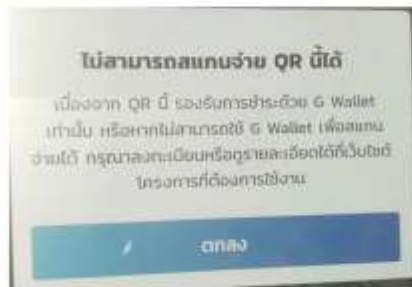 ไม่สามารถสแกนจ่าย QR นี้ได้
เนื่องจาก QR นี้ รองรับการชำระด้วย G Wallet
เท่านั้น หรือหากไม่สามารถใช้ G Wallet เพื่อสแกน
จ่ายได้ กรุณาลงทะเบียนหรือดูรายละเอียดได้ที่เว็บไซต์
โครงการที่ต้องการใช้งาน
ตกลง